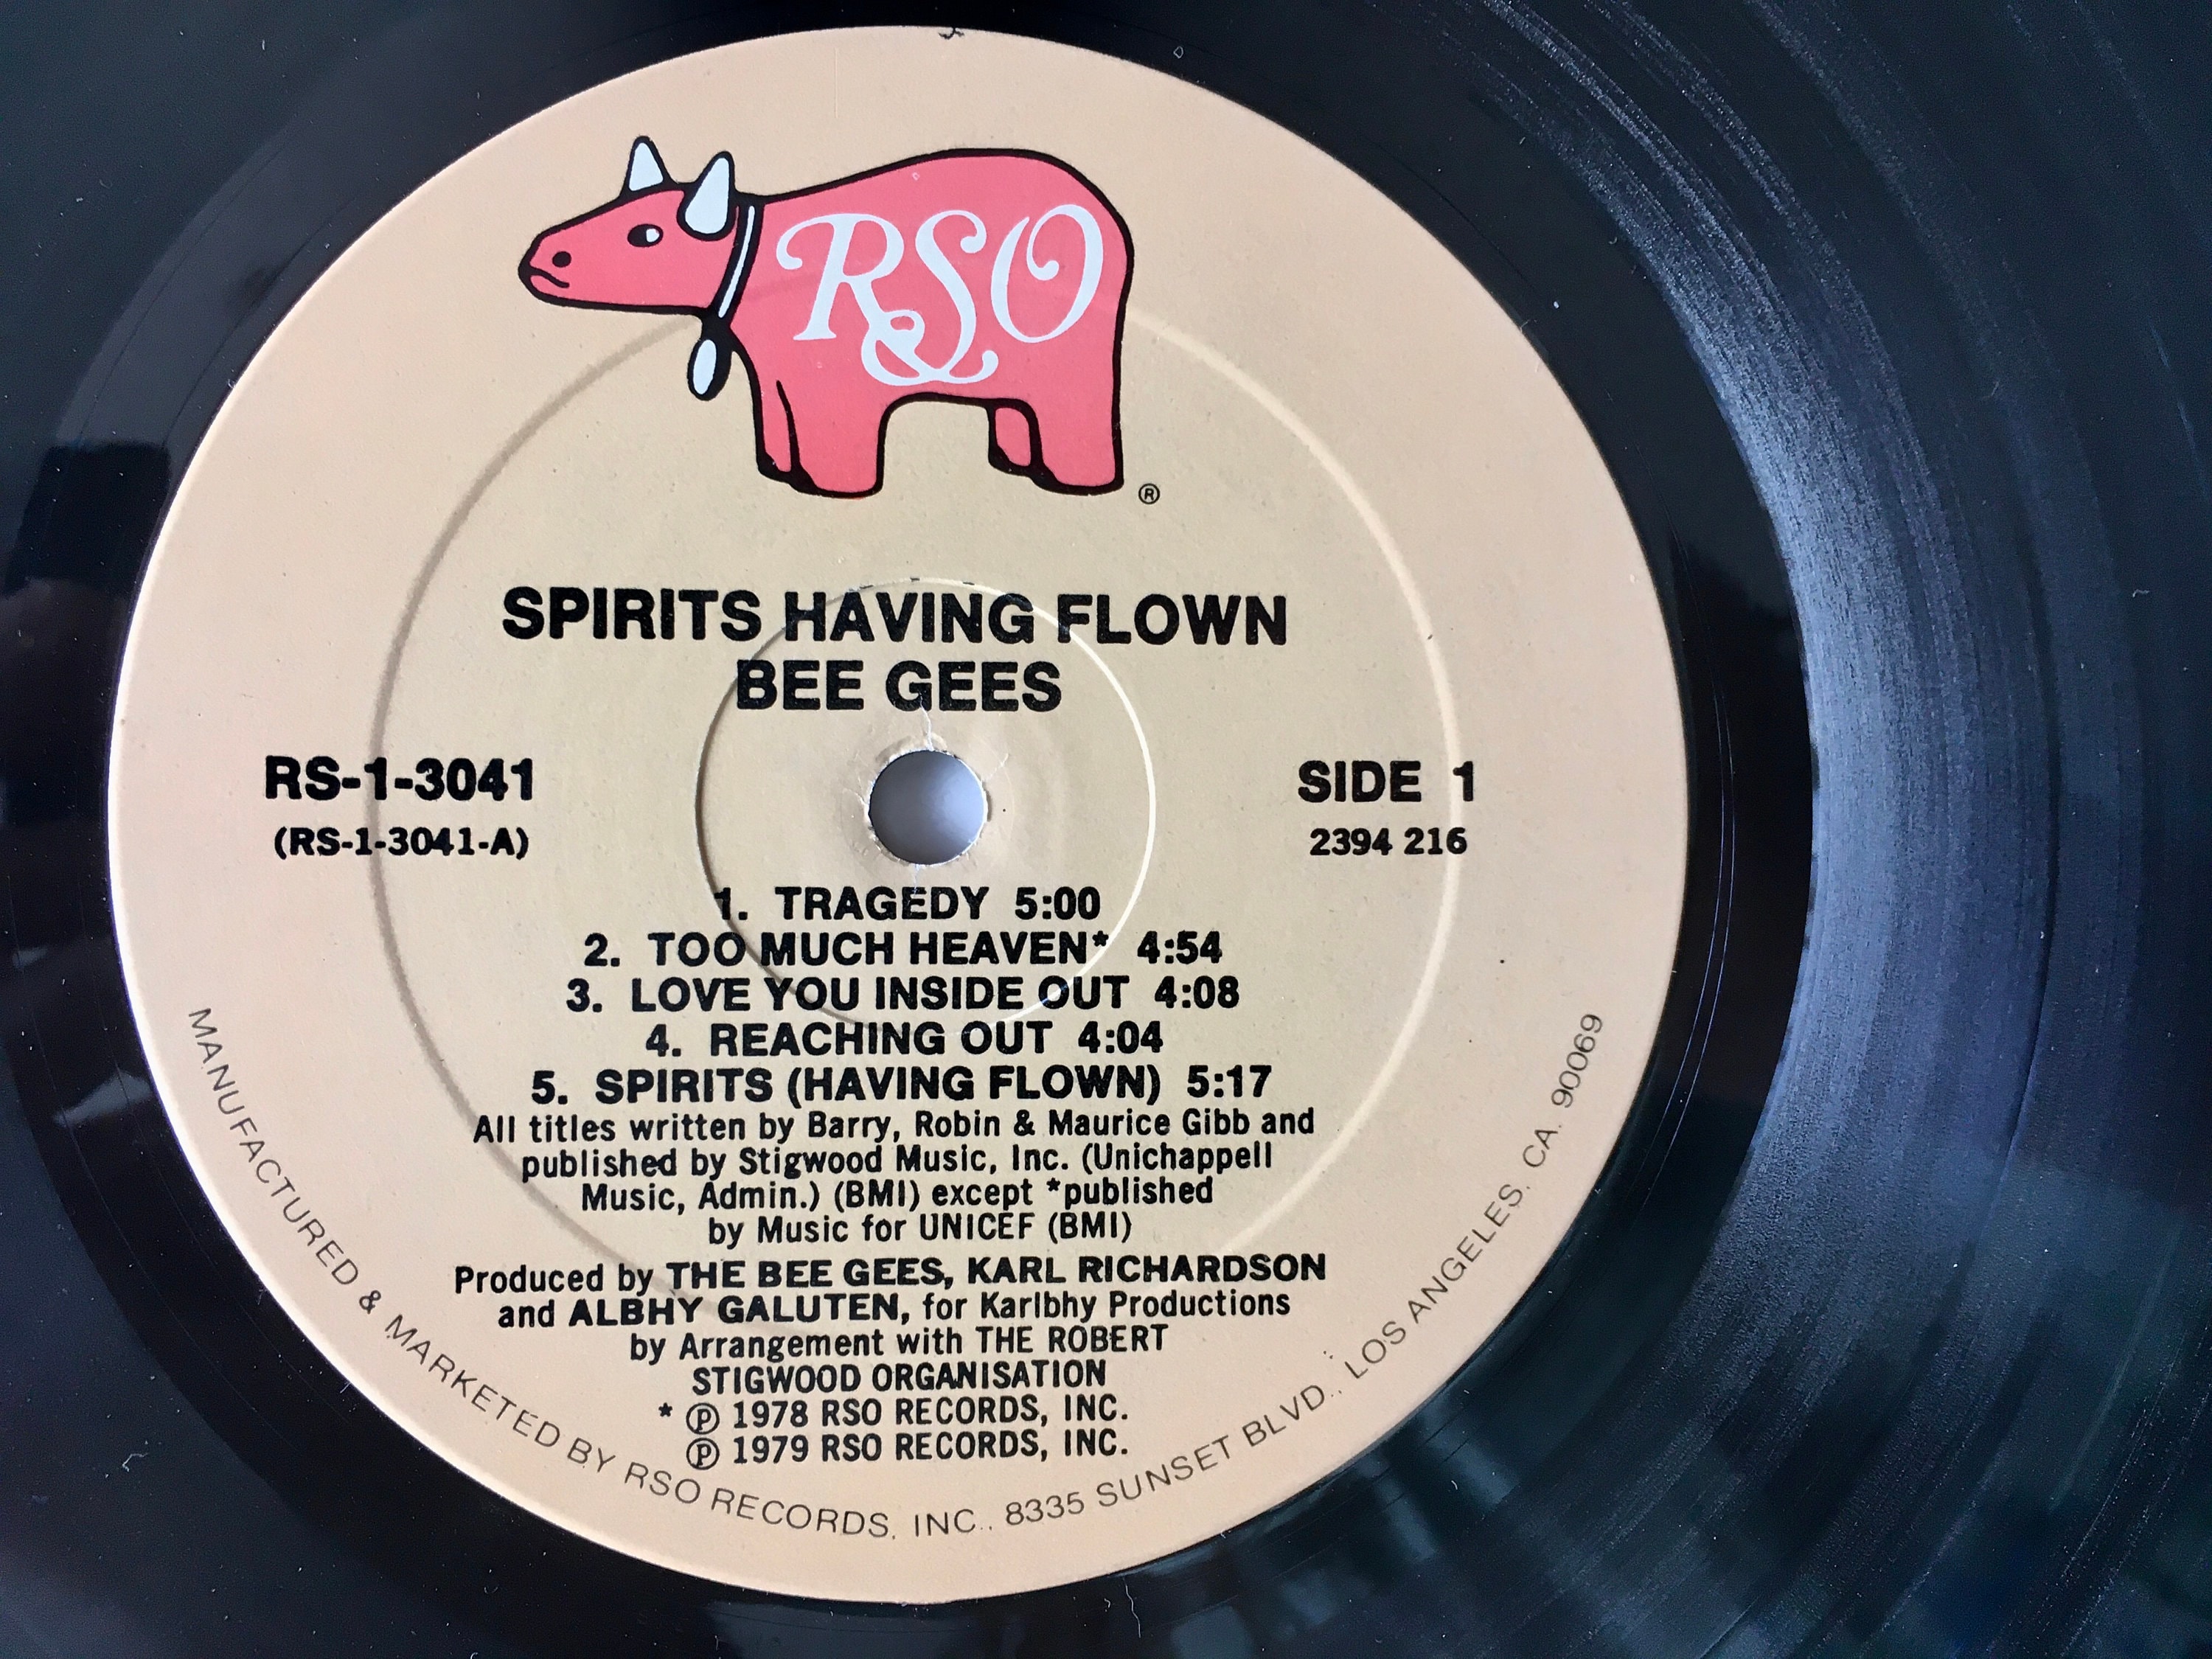 RSO
®
SPIRITS HAVING FLOWN
BEE GEES
RS-1-3041
(RS-1-3041-A)
SIDE 1
2394 216
1. TRAGEDY 5:00
2. TOO MUCH HEAVEN* 4:54
3. LOVE YOU INSIDE OUT 4:08
4. REACHING OUT 4:04
5. SPIRITS (HAVING FLOWN) 5:17
All titles written by Barry, Robin & Maurice Gibb and
published by Stigwood Music, Inc. (Unichappell
Music, Admin.) (BMI) except *published
by Music for UNICEF (BMI)
Produced by THE BEE GEES, KARL RICHARDSON
and ALBHY GALUTEN, for Karlbhy Productions
by Arrangement with THE ROBERT
STIGWOOD ORGANISATION
* ℗ 1978 RSO RECORDS, INC.
℗ 1979 RSO RECORDS, INC.
MANUFACTURED & MARKETED BY RSO RECORDS, INC., 8335 SUNSET BLVD., LOS ANGELES, CA. 90069